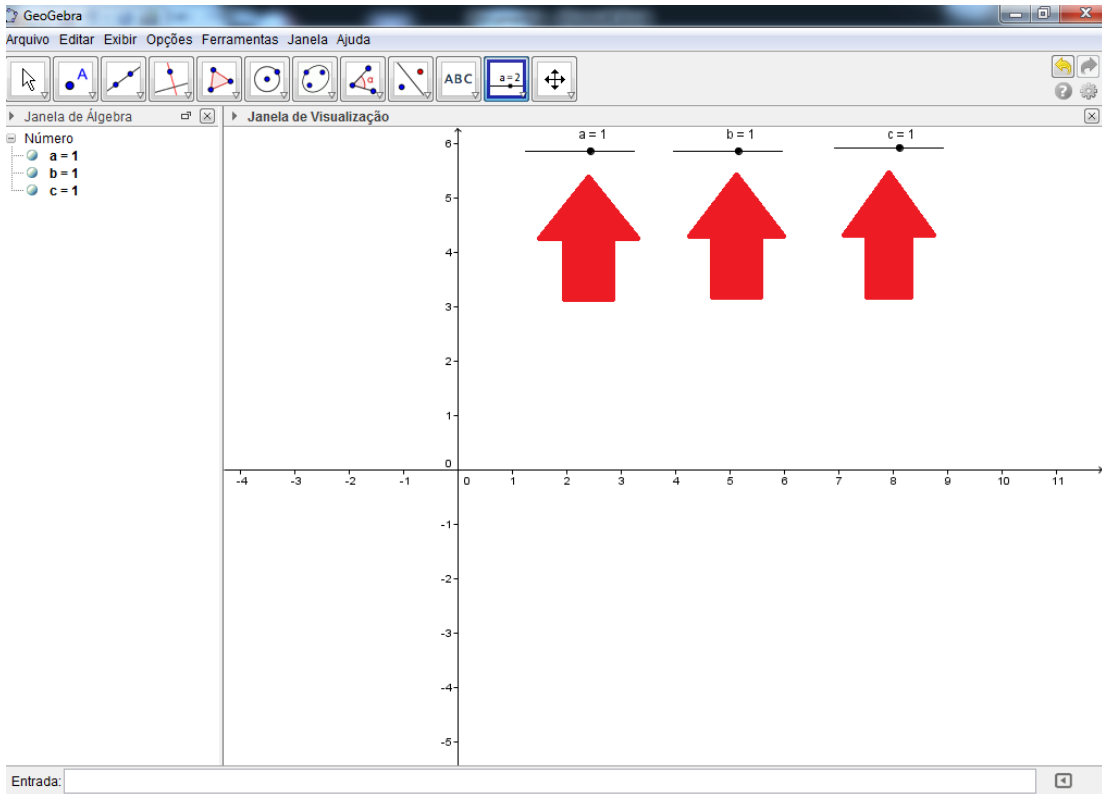 GeoGebra
Arquivo Editar Exibir Opções Ferramentas Janela Ajuda
A
α
ABC
a=2
Janela de Álgebra
Janela de Visualização
Número
a = 1
b = 1
c = 1
a = 1
b = 1
c = 1
6
5
4
3
2
1
0
-4 -3 -2 -1 0 1 2 3 4 5 6 7 8 9 10 11
-1
-2
-3
-4
-5
Entrada: